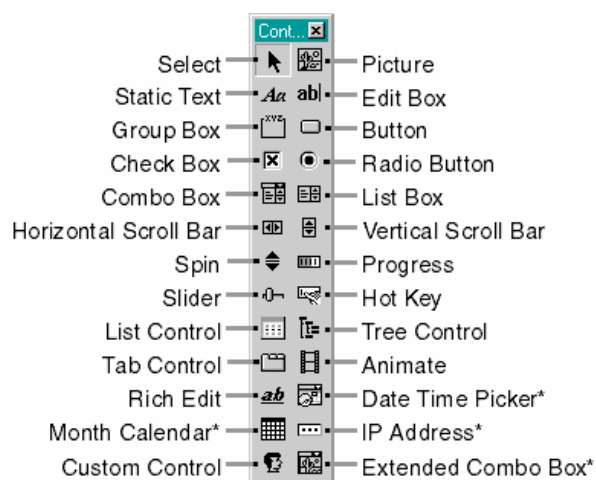 Cont...
Select Picture
Static Text Aa ab Edit Box
Group Box xyz Button
Check Box Radio Button
Combo Box List Box
Horizontal Scroll Bar Vertical Scroll Bar
Spin Progress
Slider Hot Key
List Control Tree Control
Tab Control Animate
Rich Edit ab Date Time Picker*
Month Calendar* IP Address*
Custom Control Extended Combo Box*